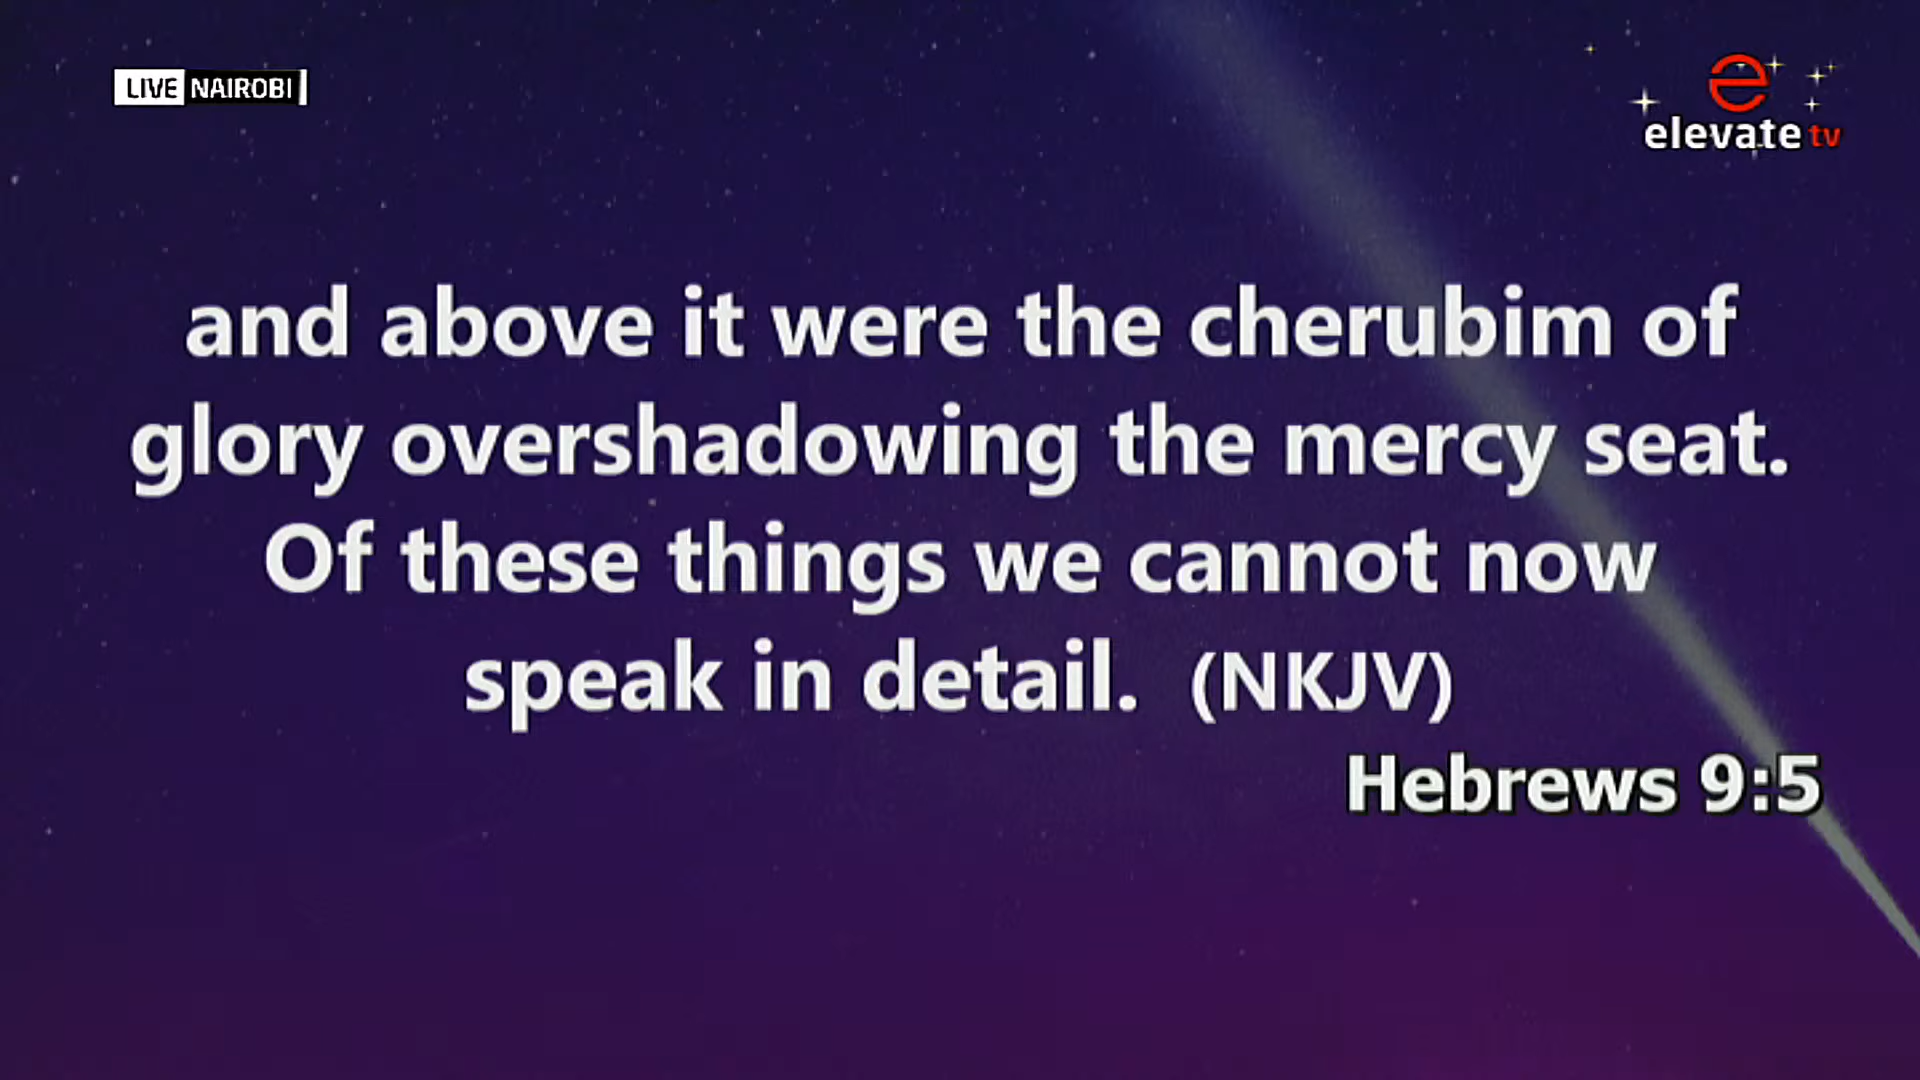 LIVE NAIROBI
e
elevate tv
and above it were the cherubim of
glory overshadowing the mercy seat.
Of these things we cannot now
speak in detail. (NKJV)
Hebrews 9:5